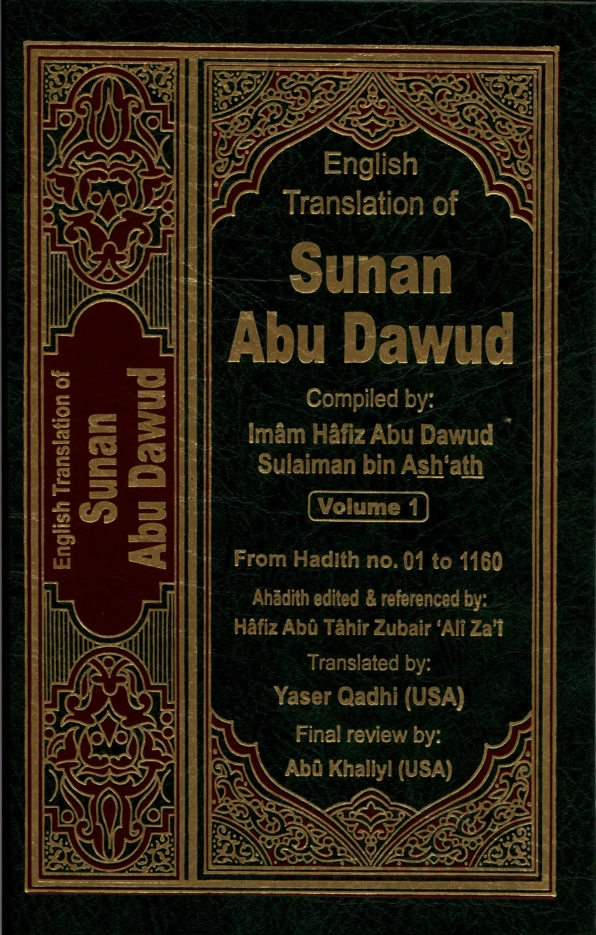 English Translation of
Sunan
Abu Dawud
English
Translation of
Sunan
Abu Dawud
Compiled by:
Imâm Hâfiz Abu Dawud
Sulaiman bin Ash'ath
Volume 1
From Hadith no. 01 to 1160
Ahādith edited & referenced by:
Hâfiz Abû Tâhir Zubair 'Alî Za'î
Translated by:
Yaser Qadhi (USA)
Final review by:
Abû Khaliyl (USA)